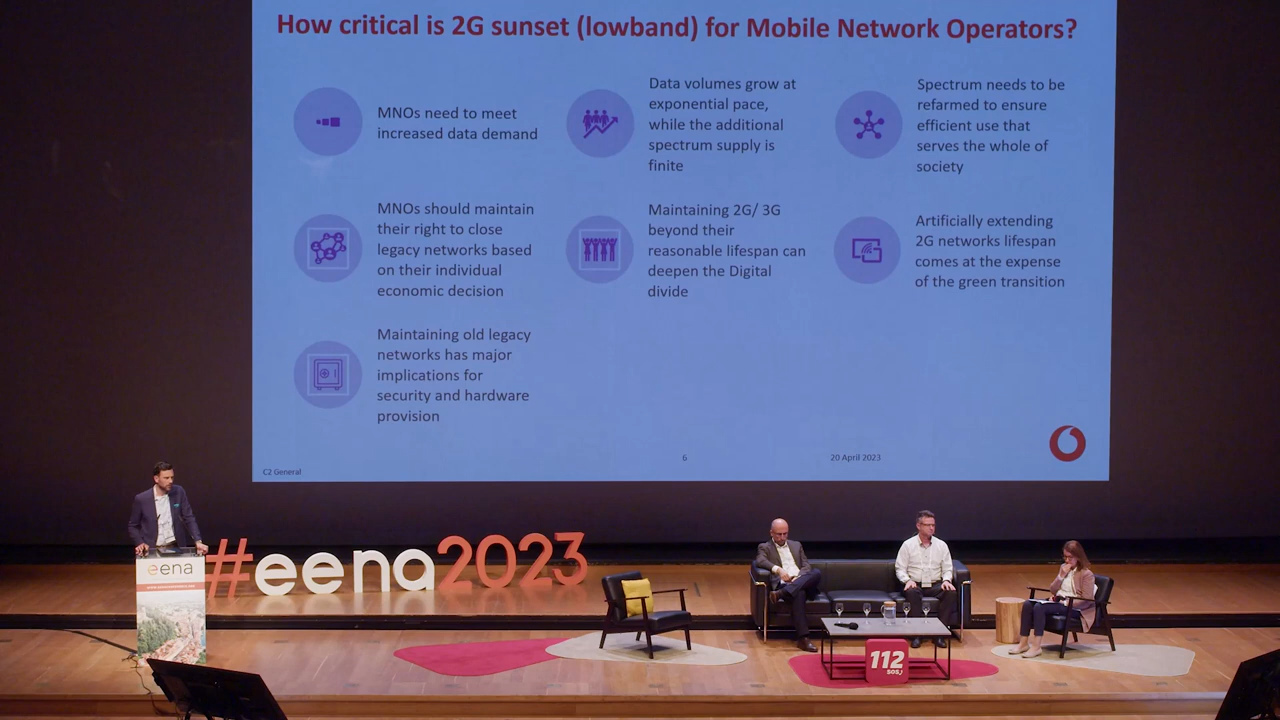 How critical is 2G sunset (lowband) for Mobile Network Operators?
MNOs need to meet
increased data demand
Data volumes grow at
exponential pace,
while the additional
spectrum supply is
finite
Spectrum needs to be
refarmed to ensure
efficient use that
serves the whole of
society
MNOs should maintain
their right to close
legacy networks based
on their individual
economic decision
Maintaining 2G/ 3G
beyond their
reasonable lifespan can
deepen the Digital
divide
Artificially extending
2G networks lifespan
comes at the expense
of the green transition
Maintaining old legacy
networks has major
implications for
security and hardware
provision
C2 General
6
20 April 2023
eena
#eena2023
112
SOS